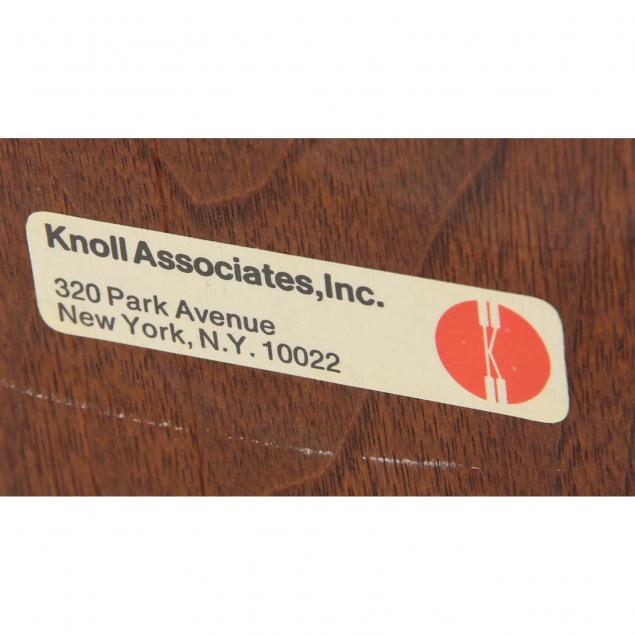 Knoll Associates,Inc.
320 Park Avenue
New York, N.Y. 10022
K